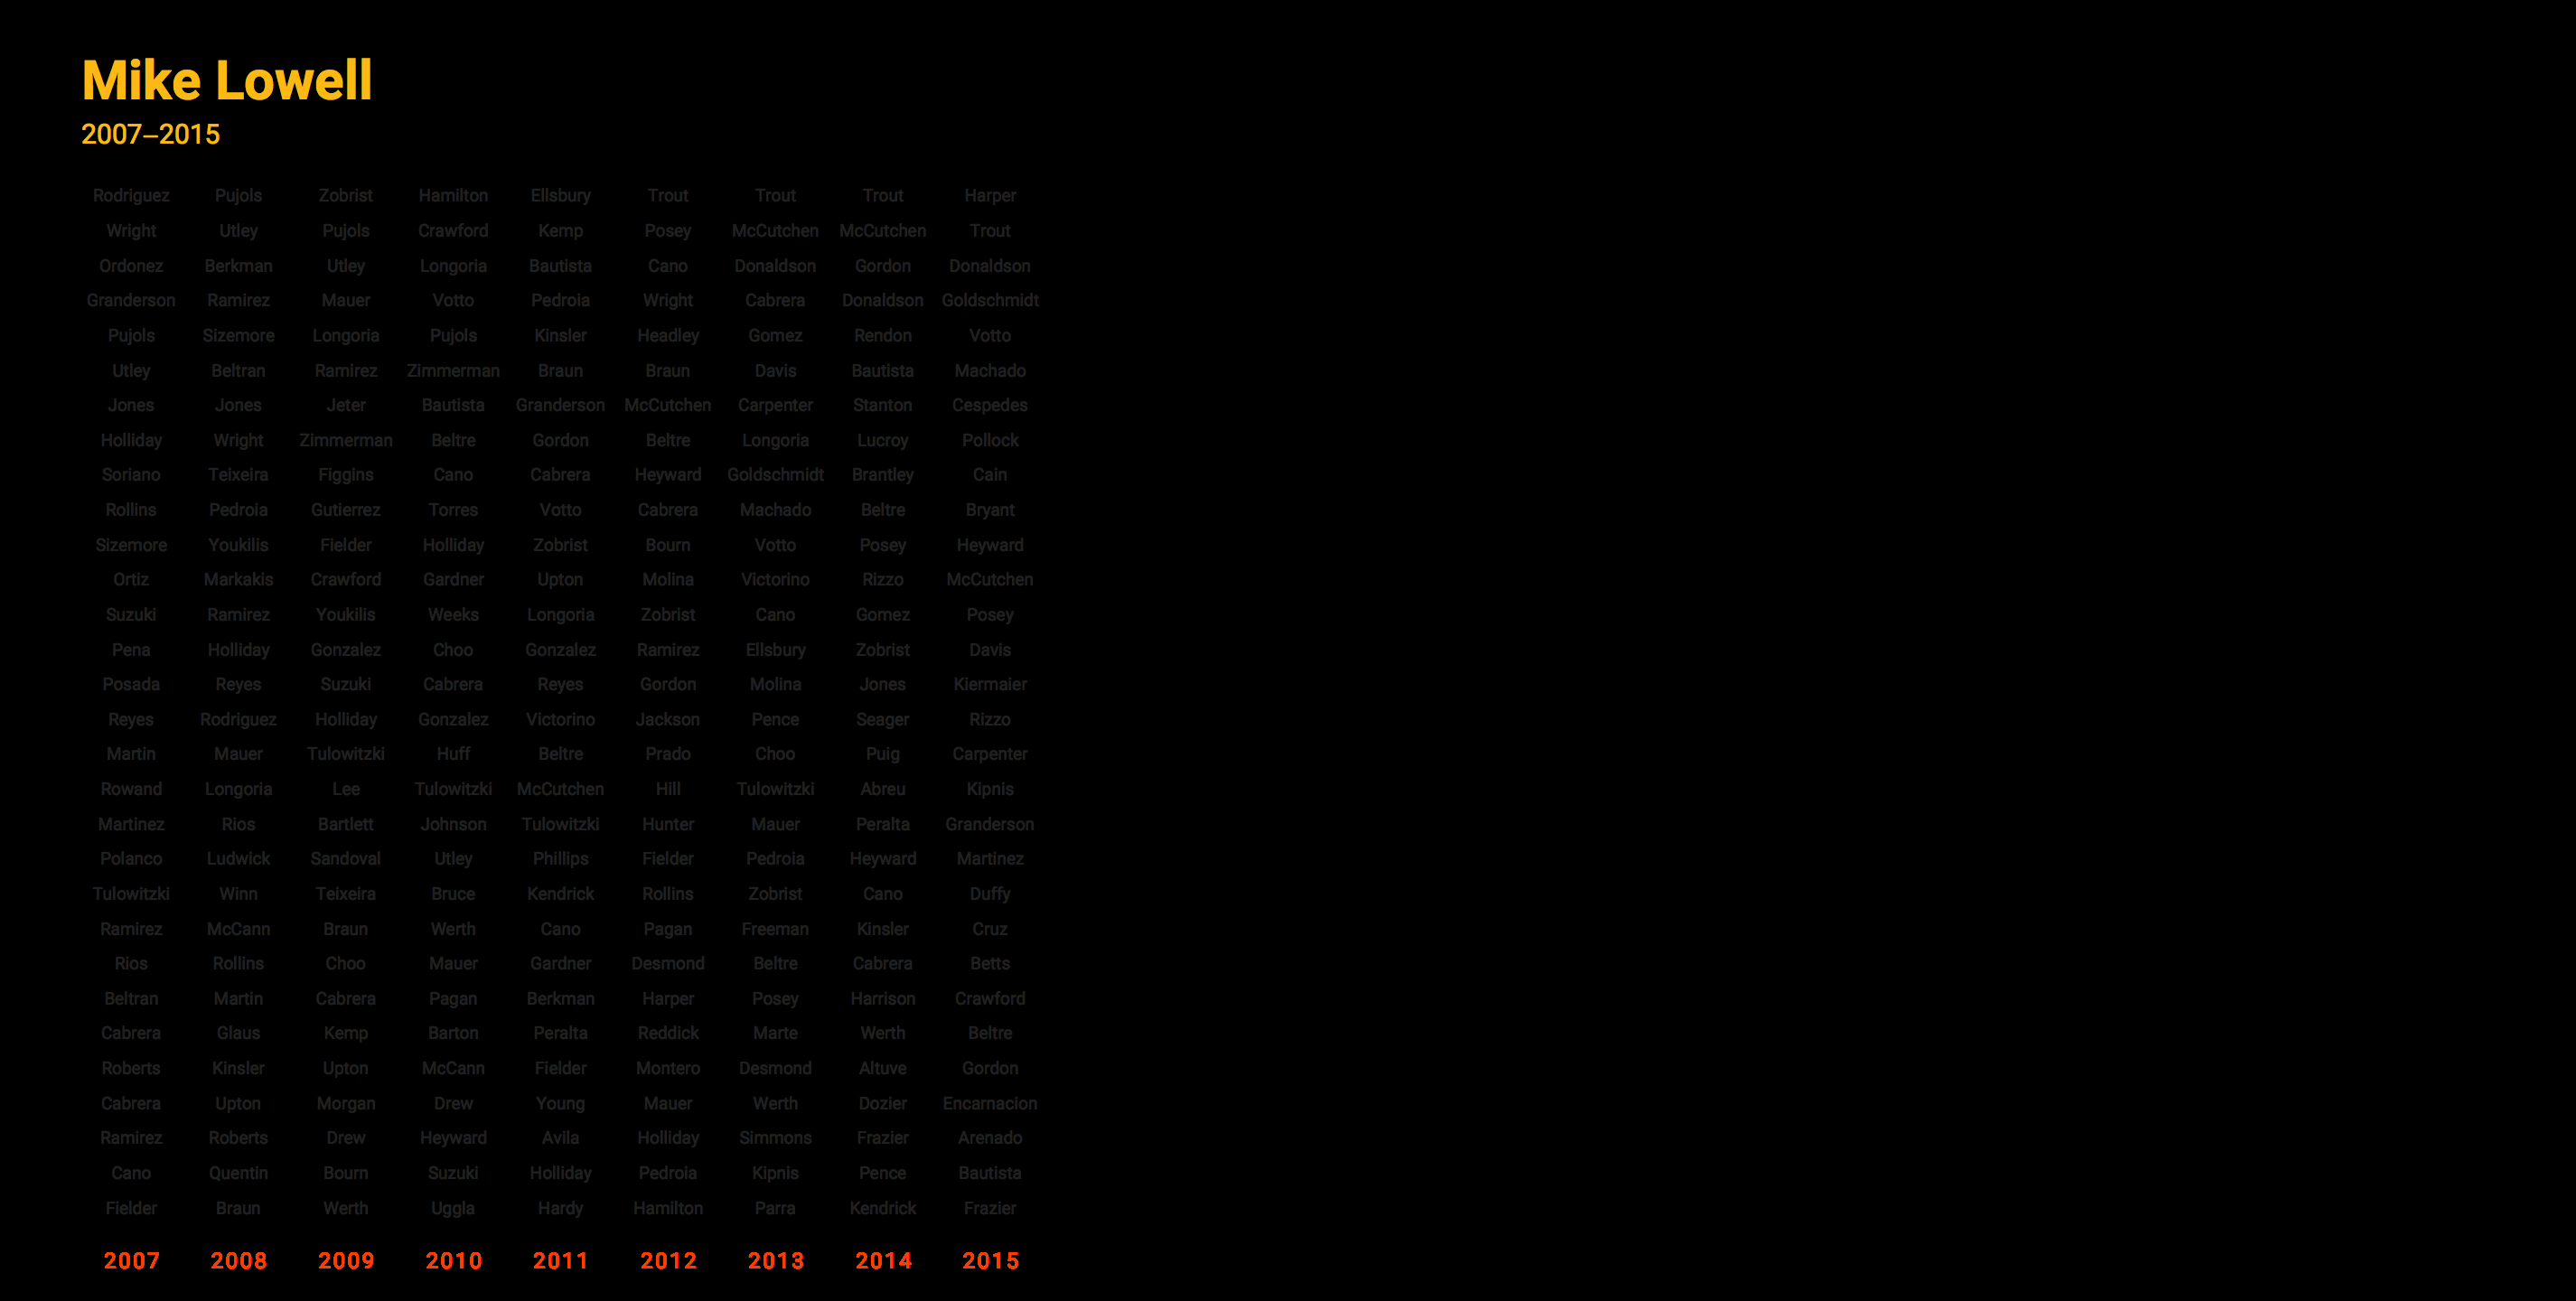 Mike Lowell
2007–2015
Rodriguez Pujols Zobrist Hamilton Ellsbury Trout Trout Trout Harper
Wright Utley Pujols Crawford Kemp Posey McCutchen McCutchen Trout
Ordonez Berkman Utley Longoria Bautista Cano Donaldson Gordon Donaldson
Granderson Ramirez Mauer Votto Pedroia Wright Cabrera Donaldson Goldschmidt
Pujols Sizemore Longoria Pujols Kinsler Headley Gomez Rendon Votto
Utley Beltran Ramirez Zimmerman Braun Braun Davis Bautista Machado
Jones Jones Jeter Bautista Granderson McCutchen Carpenter Stanton Cespedes
Holliday Wright Zimmerman Beltre Gordon Beltre Longoria Lucroy Pollock
Soriano Teixeira Figgins Cano Cabrera Heyward Goldschmidt Brantley Cain
Rollins Pedroia Gutierrez Torres Votto Cabrera Machado Beltre Bryant
Sizemore Youkilis Fielder Holliday Zobrist Bourn Votto Posey Heyward
Ortiz Markakis Crawford Gardner Upton Molina Victorino Rizzo McCutchen
Suzuki Ramirez Youkilis Weeks Longoria Zobrist Cano Gomez Posey
Pena Holliday Gonzalez Choo Gonzalez Ramirez Ellsbury Zobrist Davis
Posada Reyes Suzuki Cabrera Reyes Gordon Molina Jones Kiermaier
Reyes Rodriguez Holliday Gonzalez Victorino Jackson Pence Seager Rizzo
Martin Mauer Tulowitzki Huff Beltre Prado Choo Puig Carpenter
Rowand Longoria Lee Tulowitzki McCutchen Hill Tulowitzki Abreu Kipnis
Martinez Rios Bartlett Johnson Tulowitzki Hunter Mauer Peralta Granderson
Polanco Ludwick Sandoval Utley Phillips Fielder Pedroia Heyward Martinez
Tulowitzki Winn Teixeira Bruce Kendrick Rollins Zobrist Cano Duffy
Ramirez McCann Braun Werth Cano Pagan Freeman Kinsler Cruz
Rios Rollins Choo Mauer Gardner Desmond Beltre Cabrera Betts
Beltran Martin Cabrera Pagan Berkman Harper Posey Harrison Crawford
Cabrera Glaus Kemp Barton Peralta Reddick Marte Werth Beltre
Roberts Kinsler Upton McCann Fielder Montero Desmond Altuve Gordon
Cabrera Upton Morgan Drew Young Mauer Werth Dozier Encarnacion
Ramirez Roberts Drew Heyward Avila Holliday Simmons Frazier Arenado
Cano Quentin Bourn Suzuki Holliday Pedroia Kipnis Pence Bautista
Fielder Braun Werth Uggla Hardy Hamilton Parra Kendrick Frazier
2007 2008 2009 2010 2011 2012 2013 2014 2015